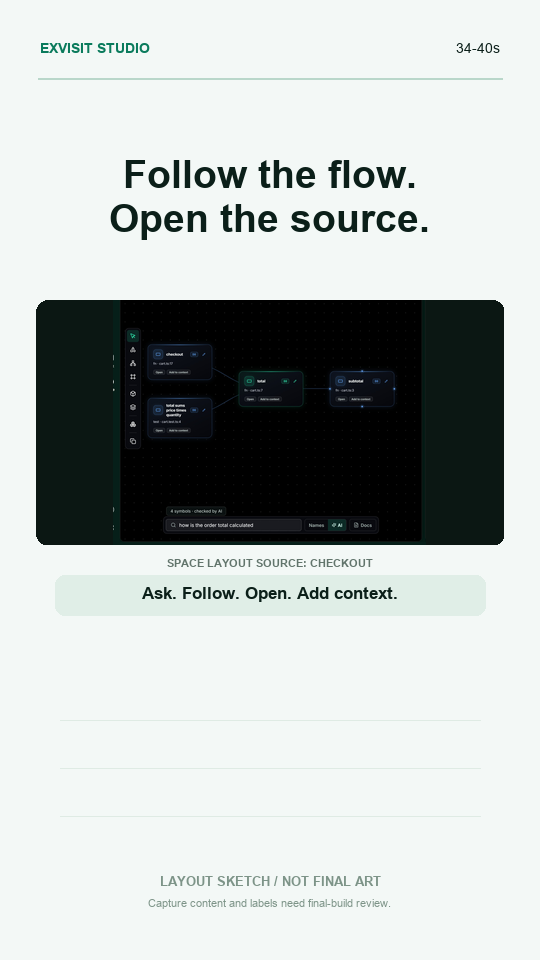 EXVISIT STUDIO
34-40s
Follow the flow.
Open the source.
checkout
Open
Add to context
total
Open
Add to context
subtotal
Open
Add to context
total sums
price times
quantity
Open
Add to context
4 symbols · checked by AI
how is the order total calculated
Names
AI
Docs
SPACE LAYOUT SOURCE: CHECKOUT
Ask. Follow. Open. Add context.
LAYOUT SKETCH / NOT FINAL ART
Capture content and labels need final-build review.